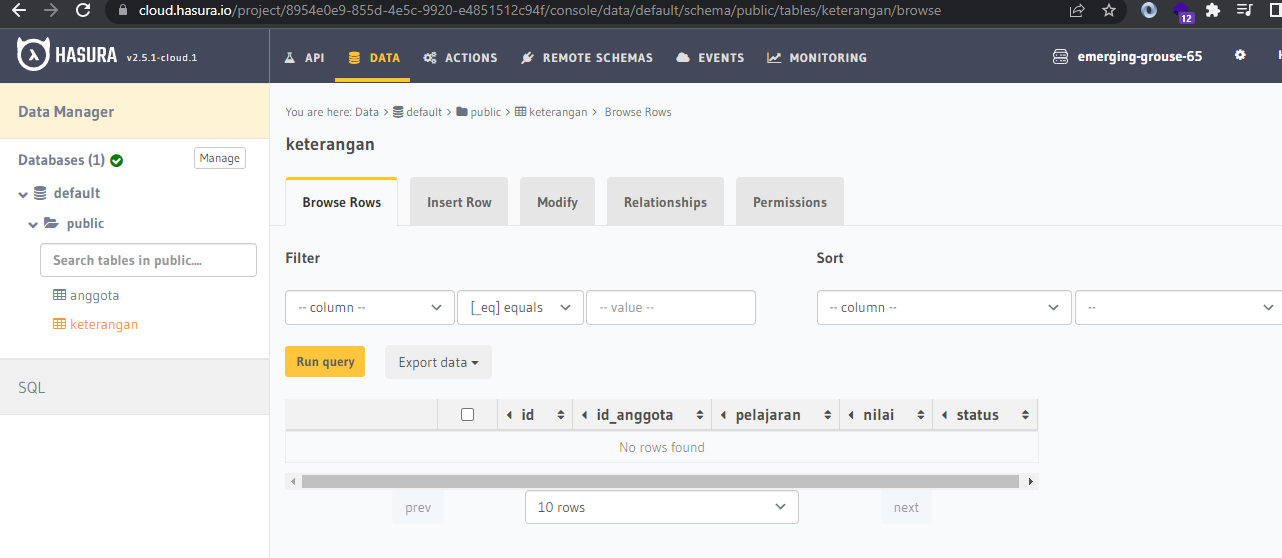 cloud.hasura.io/project/8954e0e9-855d-4e5c-9920-e4851512c94f/console/data/default/schema/public/tables/keterangan/browse
12
HASURA v2.5.1-cloud.1
API DATA ACTIONS REMOTE SCHEMAS EVENTS MONITORING
emerging-grouse-65
Data Manager
Databases (1)
Manage
default
public
Search tables in public....
anggota
keterangan
SQL
You are here: Data > default > public > keterangan > Browse Rows
keterangan
Browse Rows Insert Row Modify Relationships Permissions
Filter Sort
-- column -- [_eq] equals -- value -- -- column -- --
Run query Export data
id id_anggota pelajaran nilai status
No rows found
prev 10 rows next